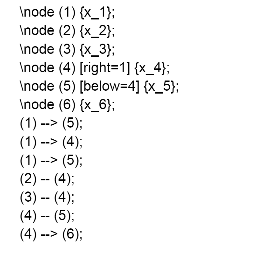 \node (1) {x_1};
\node (2) {x_2};
\node (3) {x_3};
\node (4) [right=1] {x_4};
\node (5) [below=4] {x_5};
\node (6) {x_6};
(1) --> (5);
(1) --> (4);
(1) --> (5);
(2) -- (4);
(3) -- (4);
(4) -- (5);
(4) --> (6);